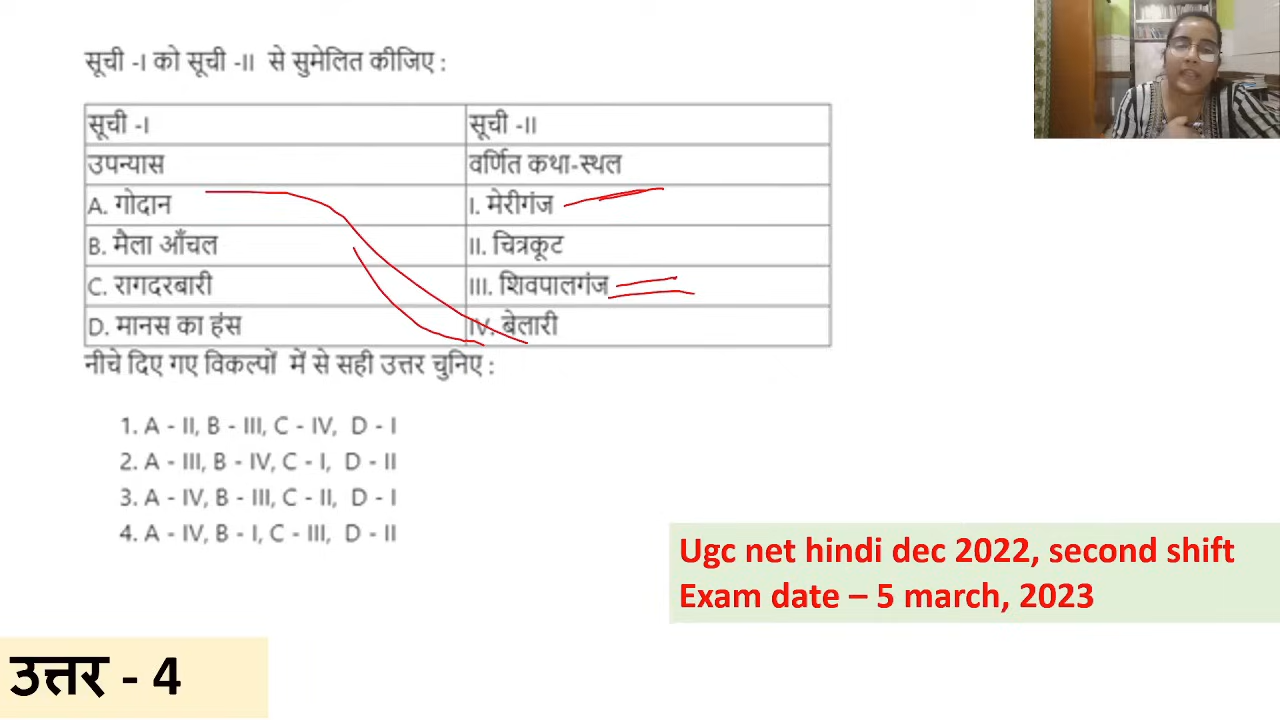 सूची -I को सूची -II से सुमेलित कीजिए :
सूची -I सूची -II
उपन्यास वर्णित कथा-स्थल
A. गोदान I. मेरीगंज
B. मैला आँचल II. चित्रकूट
C. रागदरबारी III. शिवपालगंज
D. मानस का हंस IV. बेलारी
नीचे दिए गए विकल्पों में से सही उत्तर चुनिए :
1. A - II, B - III, C - IV, D - I
2. A - III, B - IV, C - I, D - II
3. A - IV, B - III, C - II, D - I
4. A - IV, B - I, C - III, D - II
Ugc net hindi dec 2022, second shift
Exam date – 5 march, 2023
उत्तर - 4